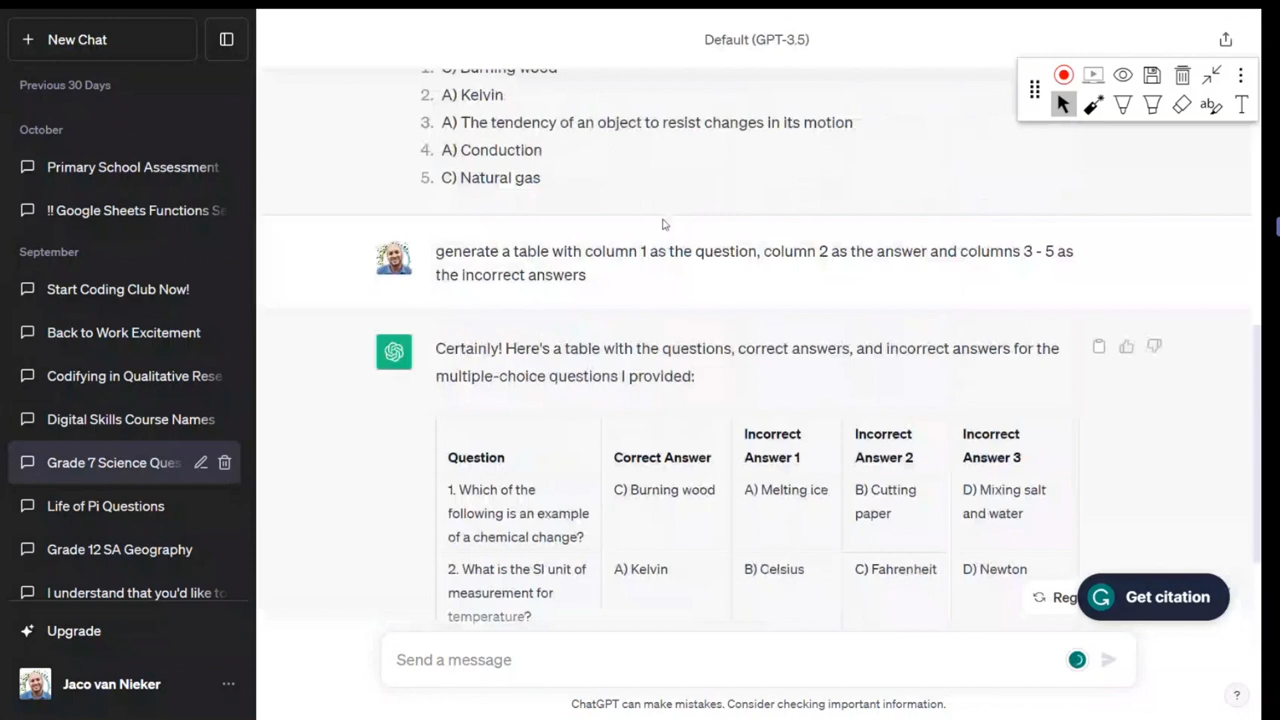 New Chat
Previous 30 Days
October
Primary School Assessment
!! Google Sheets Functions Se
September
Start Coding Club Now!
Back to Work Excitement
Codifying in Qualitative Rese
Digital Skills Course Names
Grade 7 Science Ques
Life of Pi Questions
Grade 12 SA Geography
I understand that you'd like to
Upgrade
Jaco van Nieker
Default (GPT-3.5)
1. C) Burning wood
2. A) Kelvin
3. A) The tendency of an object to resist changes in its motion
4. A) Conduction
5. C) Natural gas
generate a table with column 1 as the question, column 2 as the answer and columns 3 - 5 as
the incorrect answers
Certainly! Here's a table with the questions, correct answers, and incorrect answers for the
multiple-choice questions I provided:
Question Correct Answer Incorrect Answer 1 Incorrect Answer 2 Incorrect Answer 3
1. Which of the
following is an example
of a chemical change?
C) Burning wood
A) Melting ice
B) Cutting
paper
D) Mixing salt
and water
2. What is the SI unit of
measurement for
temperature?
A) Kelvin
B) Celsius
C) Fahrenheit
D) Newton
Reg
Get citation
Send a message
ChatGPT can make mistakes. Consider checking important information.
?
ab
T